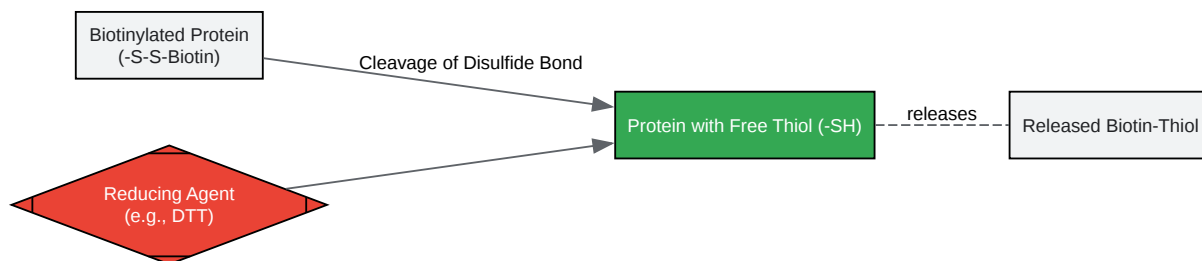 Biotinylated Protein
(-S-S-Biotin)
Cleavage of Disulfide Bond
Reducing Agent
(e.g., DTT)
Protein with Free Thiol (-SH)
releases
Released Biotin-Thiol